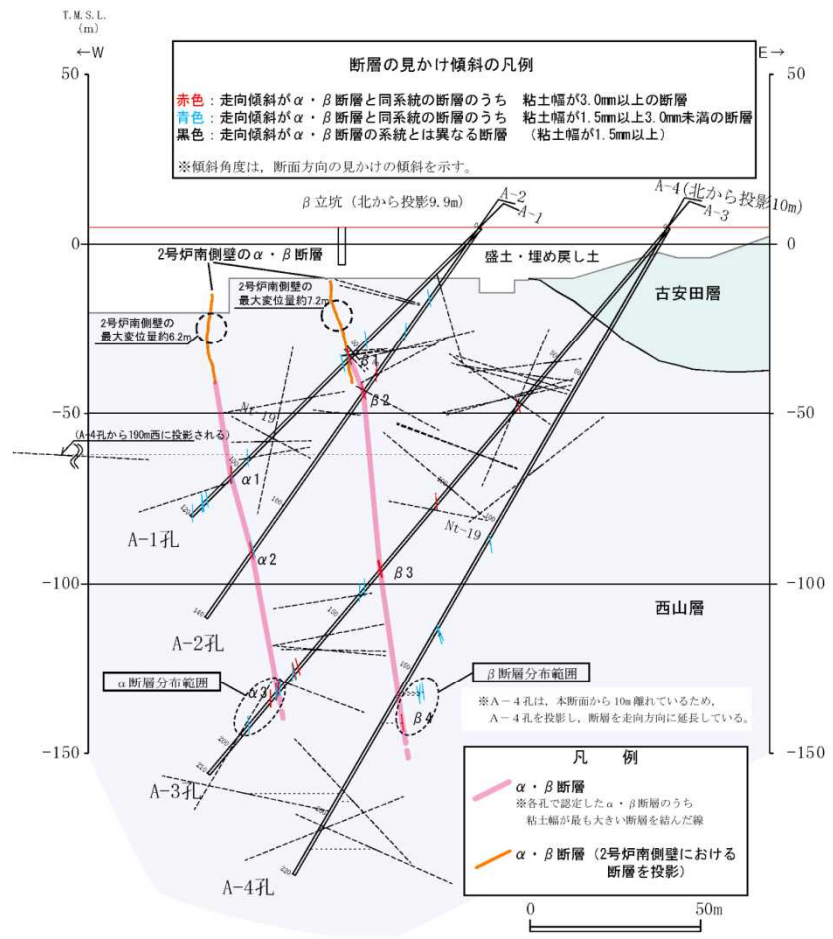 T.M.S.L.
(m)
←W
E→
50
50
断層の見かけ傾斜の凡例
赤色：走向傾斜がα・β断層と同系統の断層のうち　粘土幅が3.0mm以上の断層
青色：走向傾斜がα・β断層と同系統の断層のうち　粘土幅が1.5mm以上3.0mm未満の断層
黒色：走向傾斜がα・β断層の系統とは異なる断層　（粘土幅が1.5mm以上）
※傾斜角度は，断面方向の見かけの傾斜を示す。
A-2
A-1
A-4(北から投影10m)
A-3
β立坑（北から投影9.9m）
0
0
2号炉南側壁のα・β断層
盛土・埋め戻し土
古安田層
2号炉南側壁の
最大変位量約7.2m
2号炉南側壁の
最大変位量約6.2m
β1
β2
Nt-19
-50
-50
(A-4孔から190m西に投影される)
α1
100
120
A-1孔
100
100
100
Nt-19
α2
β3
-100
-100
140
A-2孔
150
西山層
α断層分布範囲
β断層分布範囲
150
α3
β4
※A－4孔は，本断面から10m離れているため，
A－4孔を投影し，断層を走向方向に延長している。
200
-150
-150
210
A-3孔
200
220
A-4孔
凡　例
α・β断層
※各孔で認定したα・β断層のうち
粘土幅が最も大きい断層を結んだ線
α・β断層（2号炉南側壁における
断層を投影）
0
50m